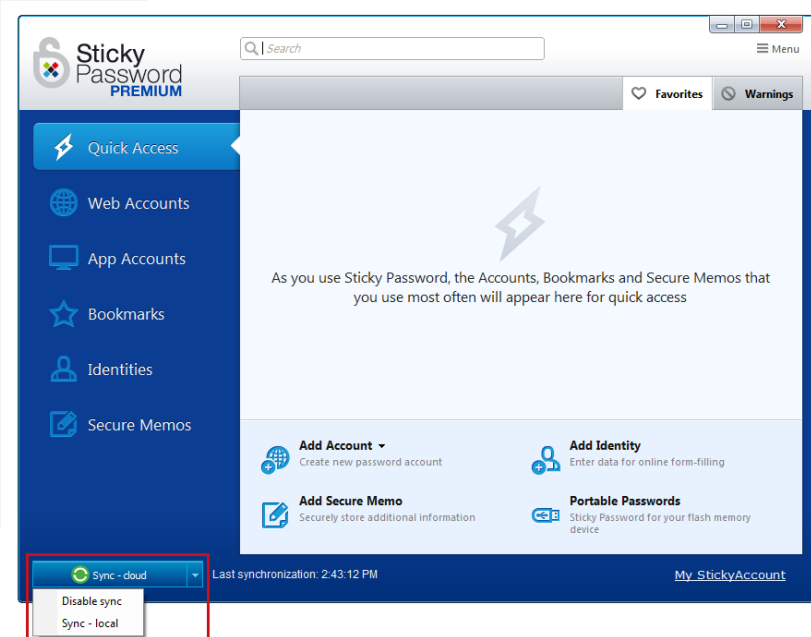 Sticky
Password
PREMIUM
Search
Menu
Favorites
Warnings
Quick Access
Web Accounts
App Accounts
Bookmarks
Identities
Secure Memos
As you use Sticky Password, the Accounts, Bookmarks and Secure Memos that
you use most often will appear here for quick access
Add Account
Create new password account
Add Identity
Enter data for online form-filling
Add Secure Memo
Securely store additional information
Portable Passwords
Sticky Password for your flash memory
device
Sync - cloud
Last synchronization: 2:43:12 PM
My StickyAccount
Disable sync
Sync - local